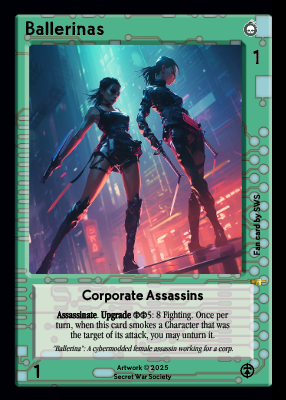 Ballerinas
1
Fan card by SWS
Corporate Assassins
Assassinate. Upgrade ΦΦ5: 8 Fighting. Once per
turn, when this card smokes a Character that was
the target of its attack, you may unturn it.
"Ballerina": A cybermodded female assassin working for a corp.
1
Artwork © 2025
Secret War Society